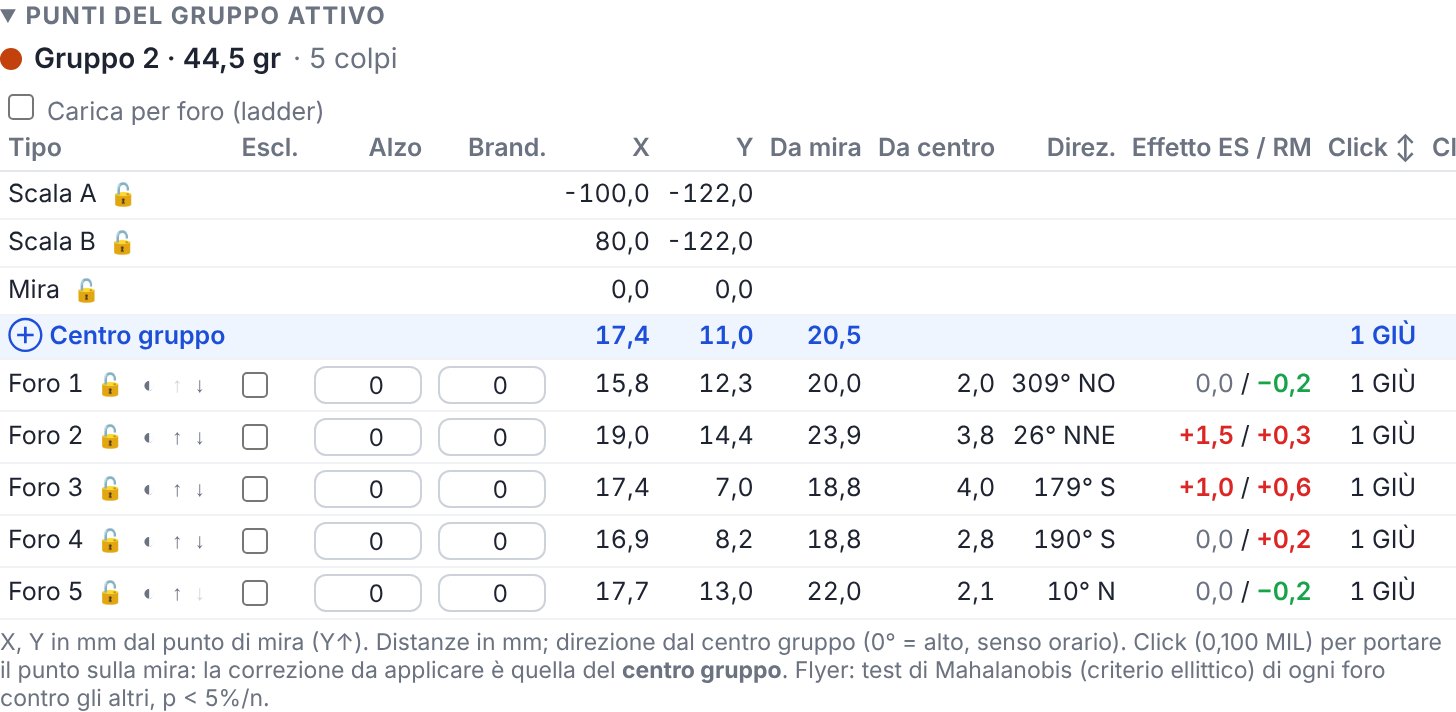 ▼ PUNTI DEL GRUPPO ATTIVO
Gruppo 2 · 44,5 gr · 5 colpi
Carica per foro (ladder)
Tipo Escl. Alzo Brand. X Y Da mira Da centro Direz. Effetto ES / RM Click ↕ Cl
Scala A 🔓 -100,0 -122,0
Scala B 🔓 80,0 -122,0
Mira 🔓 0,0 0,0
Centro gruppo 17,4 11,0 20,5 1 GIÙ
Foro 1 🔓 ↑ ↓ 0 0 15,8 12,3 20,0 2,0 309° NO 0,0 / −0,2 1 GIÙ
Foro 2 🔓 ↑ ↓ 0 0 19,0 14,4 23,9 3,8 26° NNE +1,5 / +0,3 1 GIÙ
Foro 3 🔓 ↑ ↓ 0 0 17,4 7,0 18,8 4,0 179° S +1,0 / +0,6 1 GIÙ
Foro 4 🔓 ↑ ↓ 0 0 16,9 8,2 18,8 2,8 190° S 0,0 / +0,2 1 GIÙ
Foro 5 🔓 ↑ ↓ 0 0 17,7 13,0 22,0 2,1 10° N 0,0 / −0,2 1 GIÙ
X, Y in mm dal punto di mira (Y↑). Distanze in mm; direzione dal centro gruppo (0° = alto, senso orario). Click (0,100 MIL) per portare
il punto sulla mira: la correzione da applicare è quella del centro gruppo. Flyer: test di Mahalanobis (criterio ellittico) di ogni foro
contro gli altri, p < 5%/n.